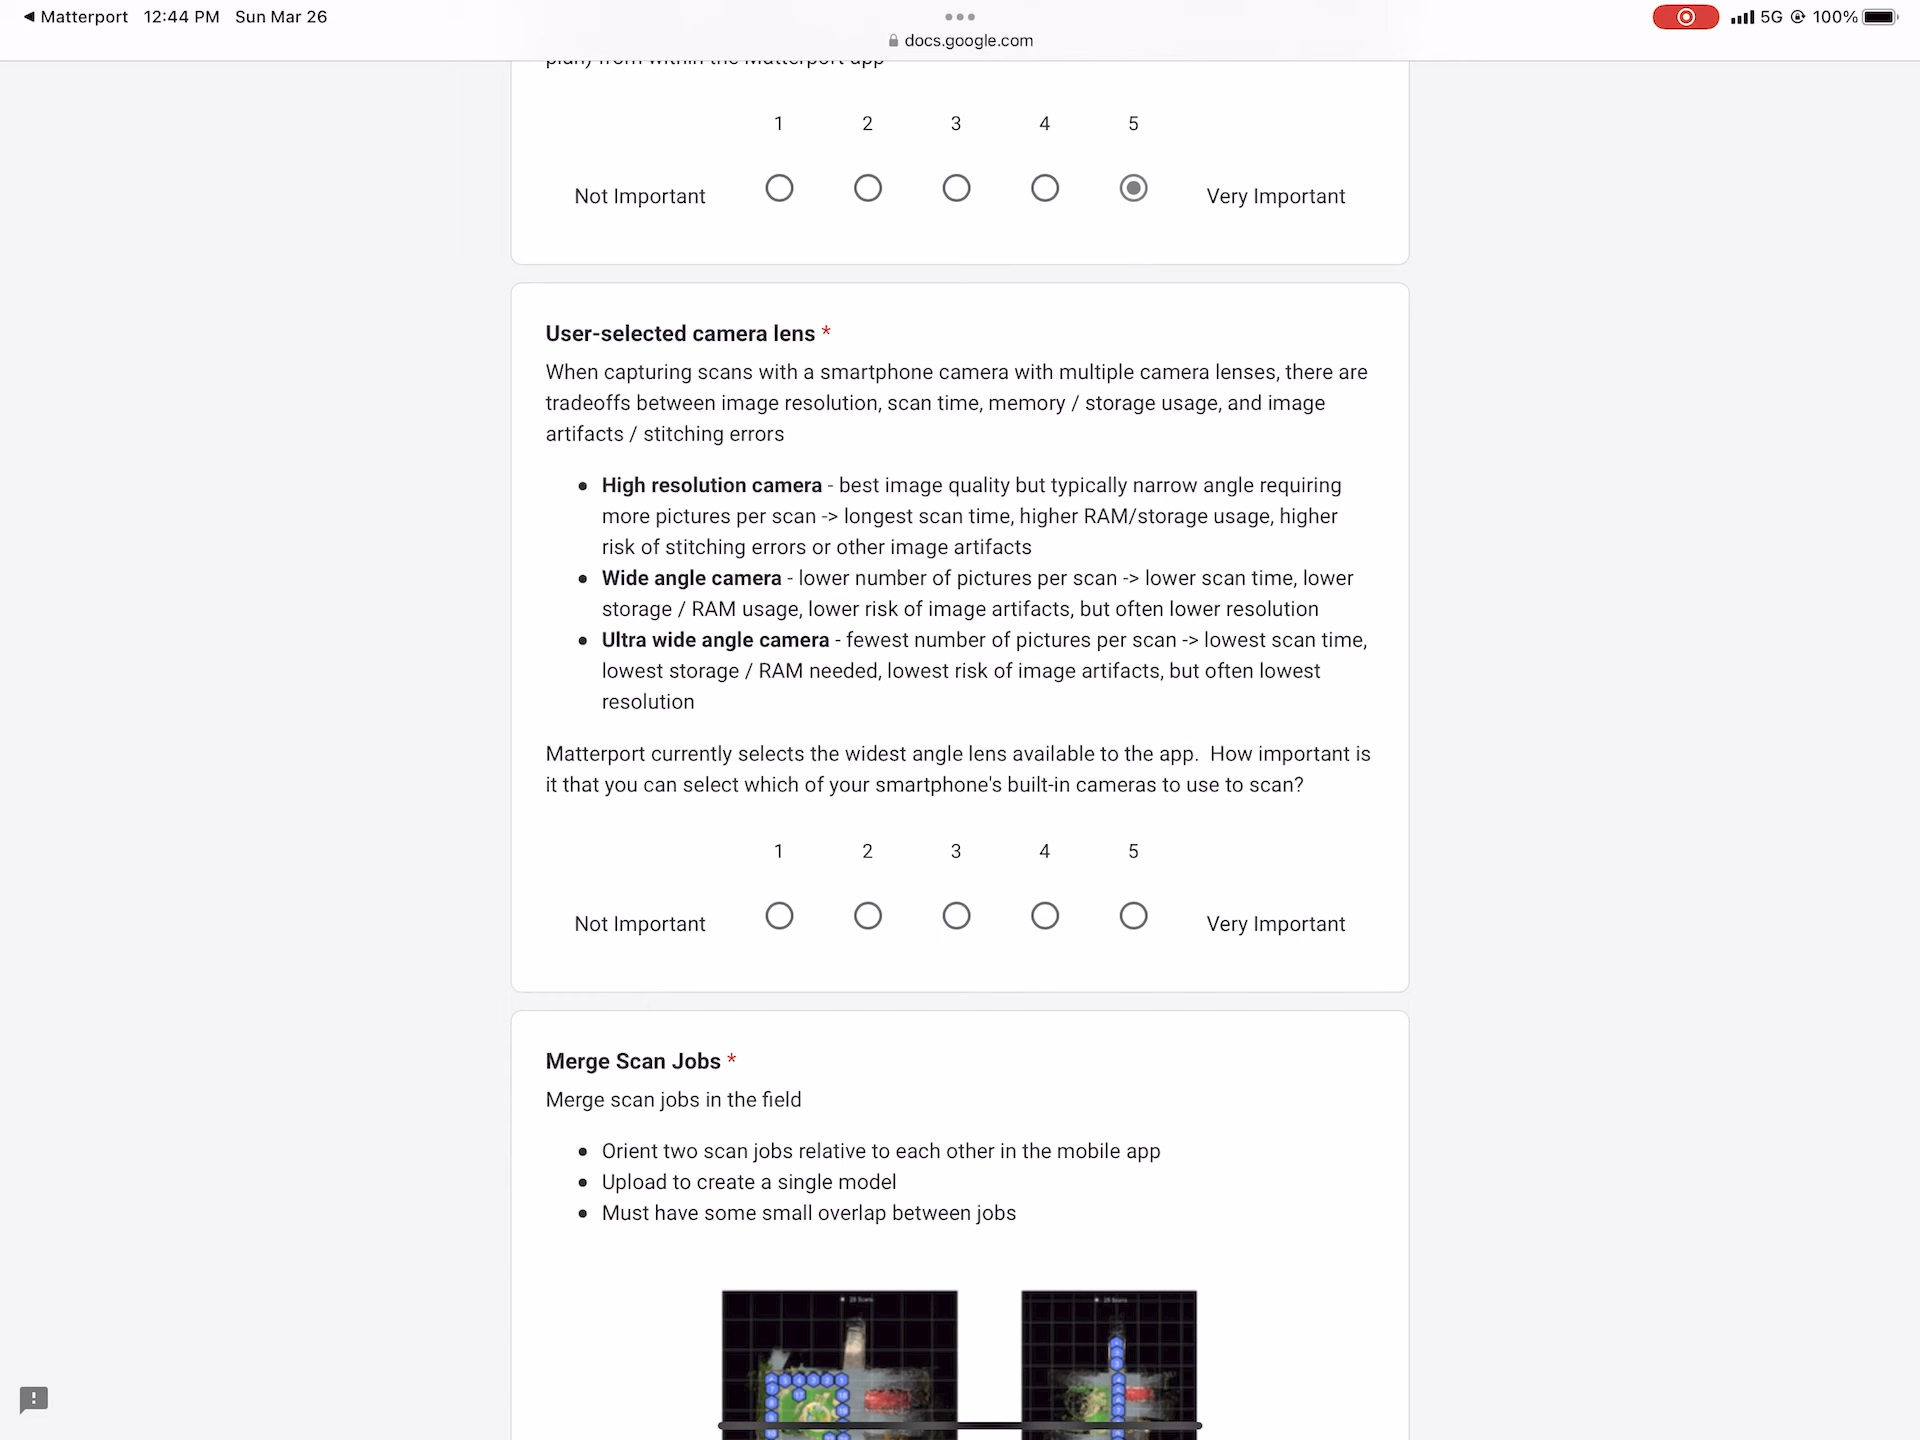 ◀ Matterport 12:44 PM Sun Mar 26
5G 100%
docs.google.com
plan) from within the Matterport app
1 2 3 4 5
Not Important Very Important
User-selected camera lens *
When capturing scans with a smartphone camera with multiple camera lenses, there are
tradeoffs between image resolution, scan time, memory / storage usage, and image
artifacts / stitching errors
• High resolution camera - best image quality but typically narrow angle requiring
more pictures per scan -> longest scan time, higher RAM/storage usage, higher
risk of stitching errors or other image artifacts
• Wide angle camera - lower number of pictures per scan -> lower scan time, lower
storage / RAM usage, lower risk of image artifacts, but often lower resolution
• Ultra wide angle camera - fewest number of pictures per scan -> lowest scan time,
lowest storage / RAM needed, lowest risk of image artifacts, but often lowest
resolution
Matterport currently selects the widest angle lens available to the app.  How important is
it that you can select which of your smartphone's built-in cameras to use to scan?
1 2 3 4 5
Not Important Very Important
Merge Scan Jobs *
Merge scan jobs in the field
• Orient two scan jobs relative to each other in the mobile app
• Upload to create a single model
• Must have some small overlap between jobs